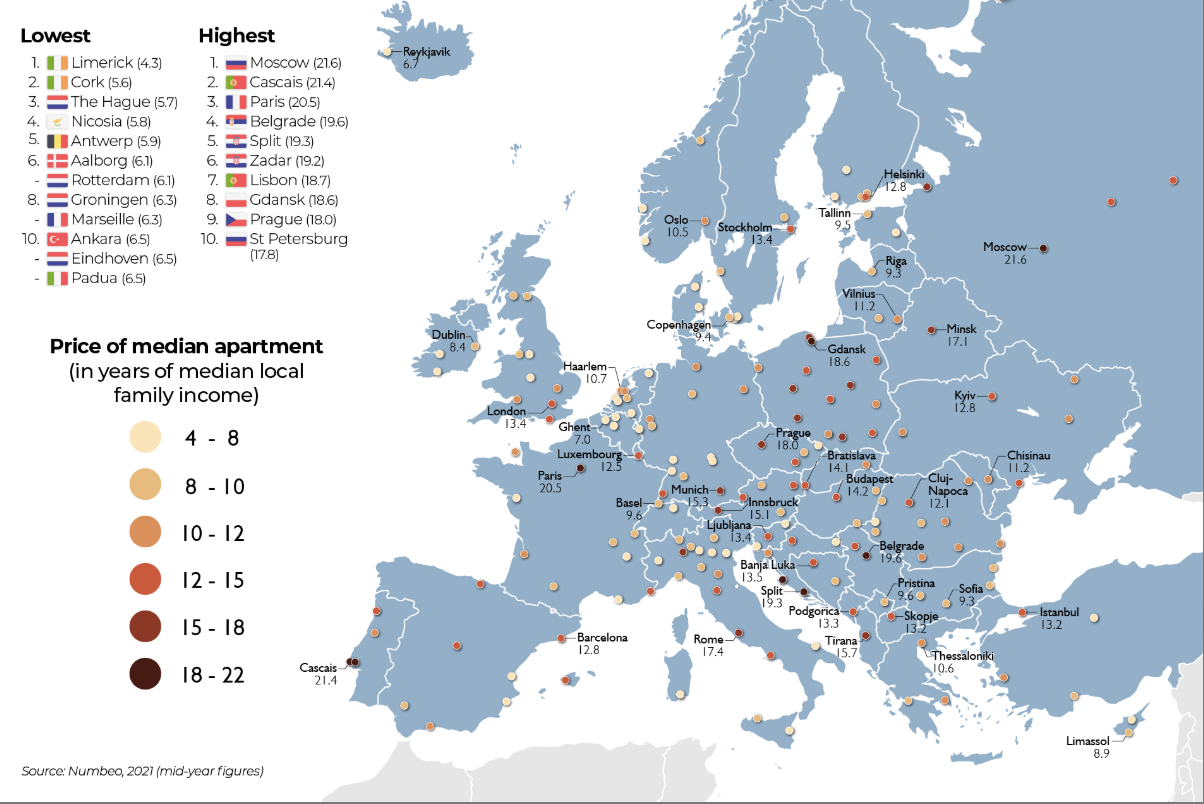 Lowest
1. Limerick (4.3)
2. Cork (5.6)
3. The Hague (5.7)
4. Nicosia (5.8)
5. Antwerp (5.9)
6. Aalborg (6.1)
- Rotterdam (6.1)
8. Groningen (6.3)
- Marseille (6.3)
10. Ankara (6.5)
- Eindhoven (6.5)
- Padua (6.5)
Highest
1. Moscow (21.6)
2. Cascais (21.4)
3. Paris (20.5)
4. Belgrade (19.6)
5. Split (19.3)
6. Zadar (19.2)
7. Lisbon (18.7)
8. Gdansk (18.6)
9. Prague (18.0)
10. St Petersburg
(17.8)
Price of median apartment
(in years of median local
family income)
4 - 8
8 - 10
10 - 12
12 - 15
15 - 18
18 - 22
Source: Numbeo, 2021 (mid-year figures)
Reykjavik
6.7
Helsinki
12.8
Oslo
10.5
Stockholm
13.4
Tallinn
9.5
Moscow
21.6
Riga
9.3
Vilnius
11.2
Copenhagen
9.4
Minsk
17.1
Dublin
8.4
Gdansk
18.6
Haarlem
10.7
Kyiv
12.8
London
13.4
Ghent
7.0
Prague
18.0
Luxembourg
12.5
Bratislava
14.1
Chisinau
11.2
Paris
20.5
Munich
15.3
Budapest
14.2
Cluj-
Napoca
12.1
Basel
9.6
Innsbruck
15.1
Ljubljana
13.4
Belgrade
19.6
Banja Luka
13.5
Split
19.3
Pristina
9.6
Sofia
9.3
Podgorica
13.3
Skopje
13.2
Istanbul
13.2
Barcelona
12.8
Rome
17.4
Tirana
15.7
Thessaloniki
10.6
Cascais
21.4
Limassol
8.9